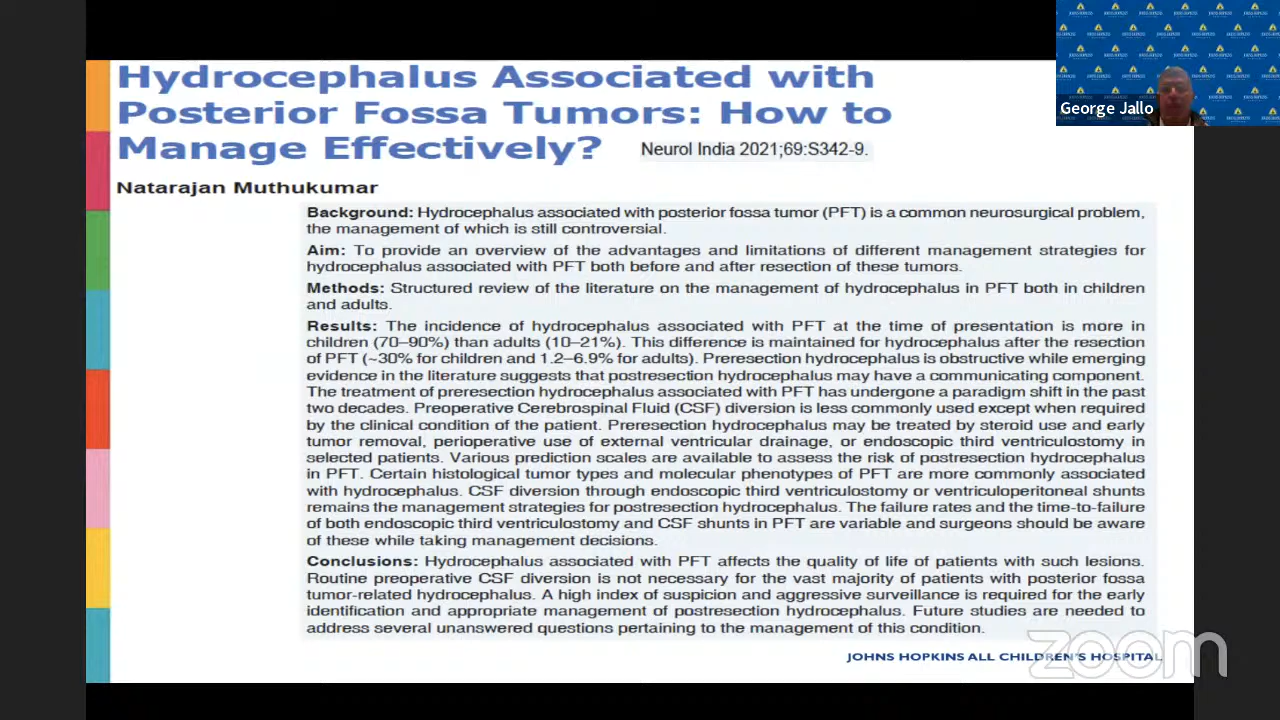 Hydrocephalus Associated with
Posterior Fossa Tumors: How to
Manage Effectively?
Neurol India 2021;69:S342-9.
Natarajan Muthukumar
Background: Hydrocephalus associated with posterior fossa tumor (PFT) is a common neurosurgical problem,
the management of which is still controversial.
Aim: To provide an overview of the advantages and limitations of different management strategies for
hydrocephalus associated with PFT both before and after resection of these tumors.
Methods: Structured review of the literature on the management of hydrocephalus in PFT both in children
and adults.
Results: The incidence of hydrocephalus associated with PFT at the time of presentation is more in
children (70–90%) than adults (10–21%). This difference is maintained for hydrocephalus after the resection
of PFT (~30% for children and 1.2–6.9% for adults). Preresection hydrocephalus is obstructive while emerging
evidence in the literature suggests that postresection hydrocephalus may have a communicating component.
The treatment of preresection hydrocephalus associated with PFT has undergone a paradigm shift in the past
two decades. Preoperative Cerebrospinal Fluid (CSF) diversion is less commonly used except when required
by the clinical condition of the patient. Preresection hydrocephalus may be treated by steroid use and early
tumor removal, perioperative use of external ventricular drainage, or endoscopic third ventriculostomy in
selected patients. Various prediction scales are available to assess the risk of postresection hydrocephalus
in PFT. Certain histological tumor types and molecular phenotypes of PFT are more commonly associated
with hydrocephalus. CSF diversion through endoscopic third ventriculostomy or ventriculoperitoneal shunts
remains the management strategies for postresection hydrocephalus. The failure rates and the time-to-failure
of both endoscopic third ventriculostomy and CSF shunts in PFT are variable and surgeons should be aware
of these while taking management decisions.
Conclusions: Hydrocephalus associated with PFT affects the quality of life of patients with such lesions.
Routine preoperative CSF diversion is not necessary for the vast majority of patients with posterior fossa
tumor-related hydrocephalus. A high index of suspicion and aggressive surveillance is required for the early
identification and appropriate management of postresection hydrocephalus. Future studies are needed to
address several unanswered questions pertaining to the management of this condition.
JOHNS HOPKINS ALL CHILDREN'S HOSPITAL
zoom
George Jallo